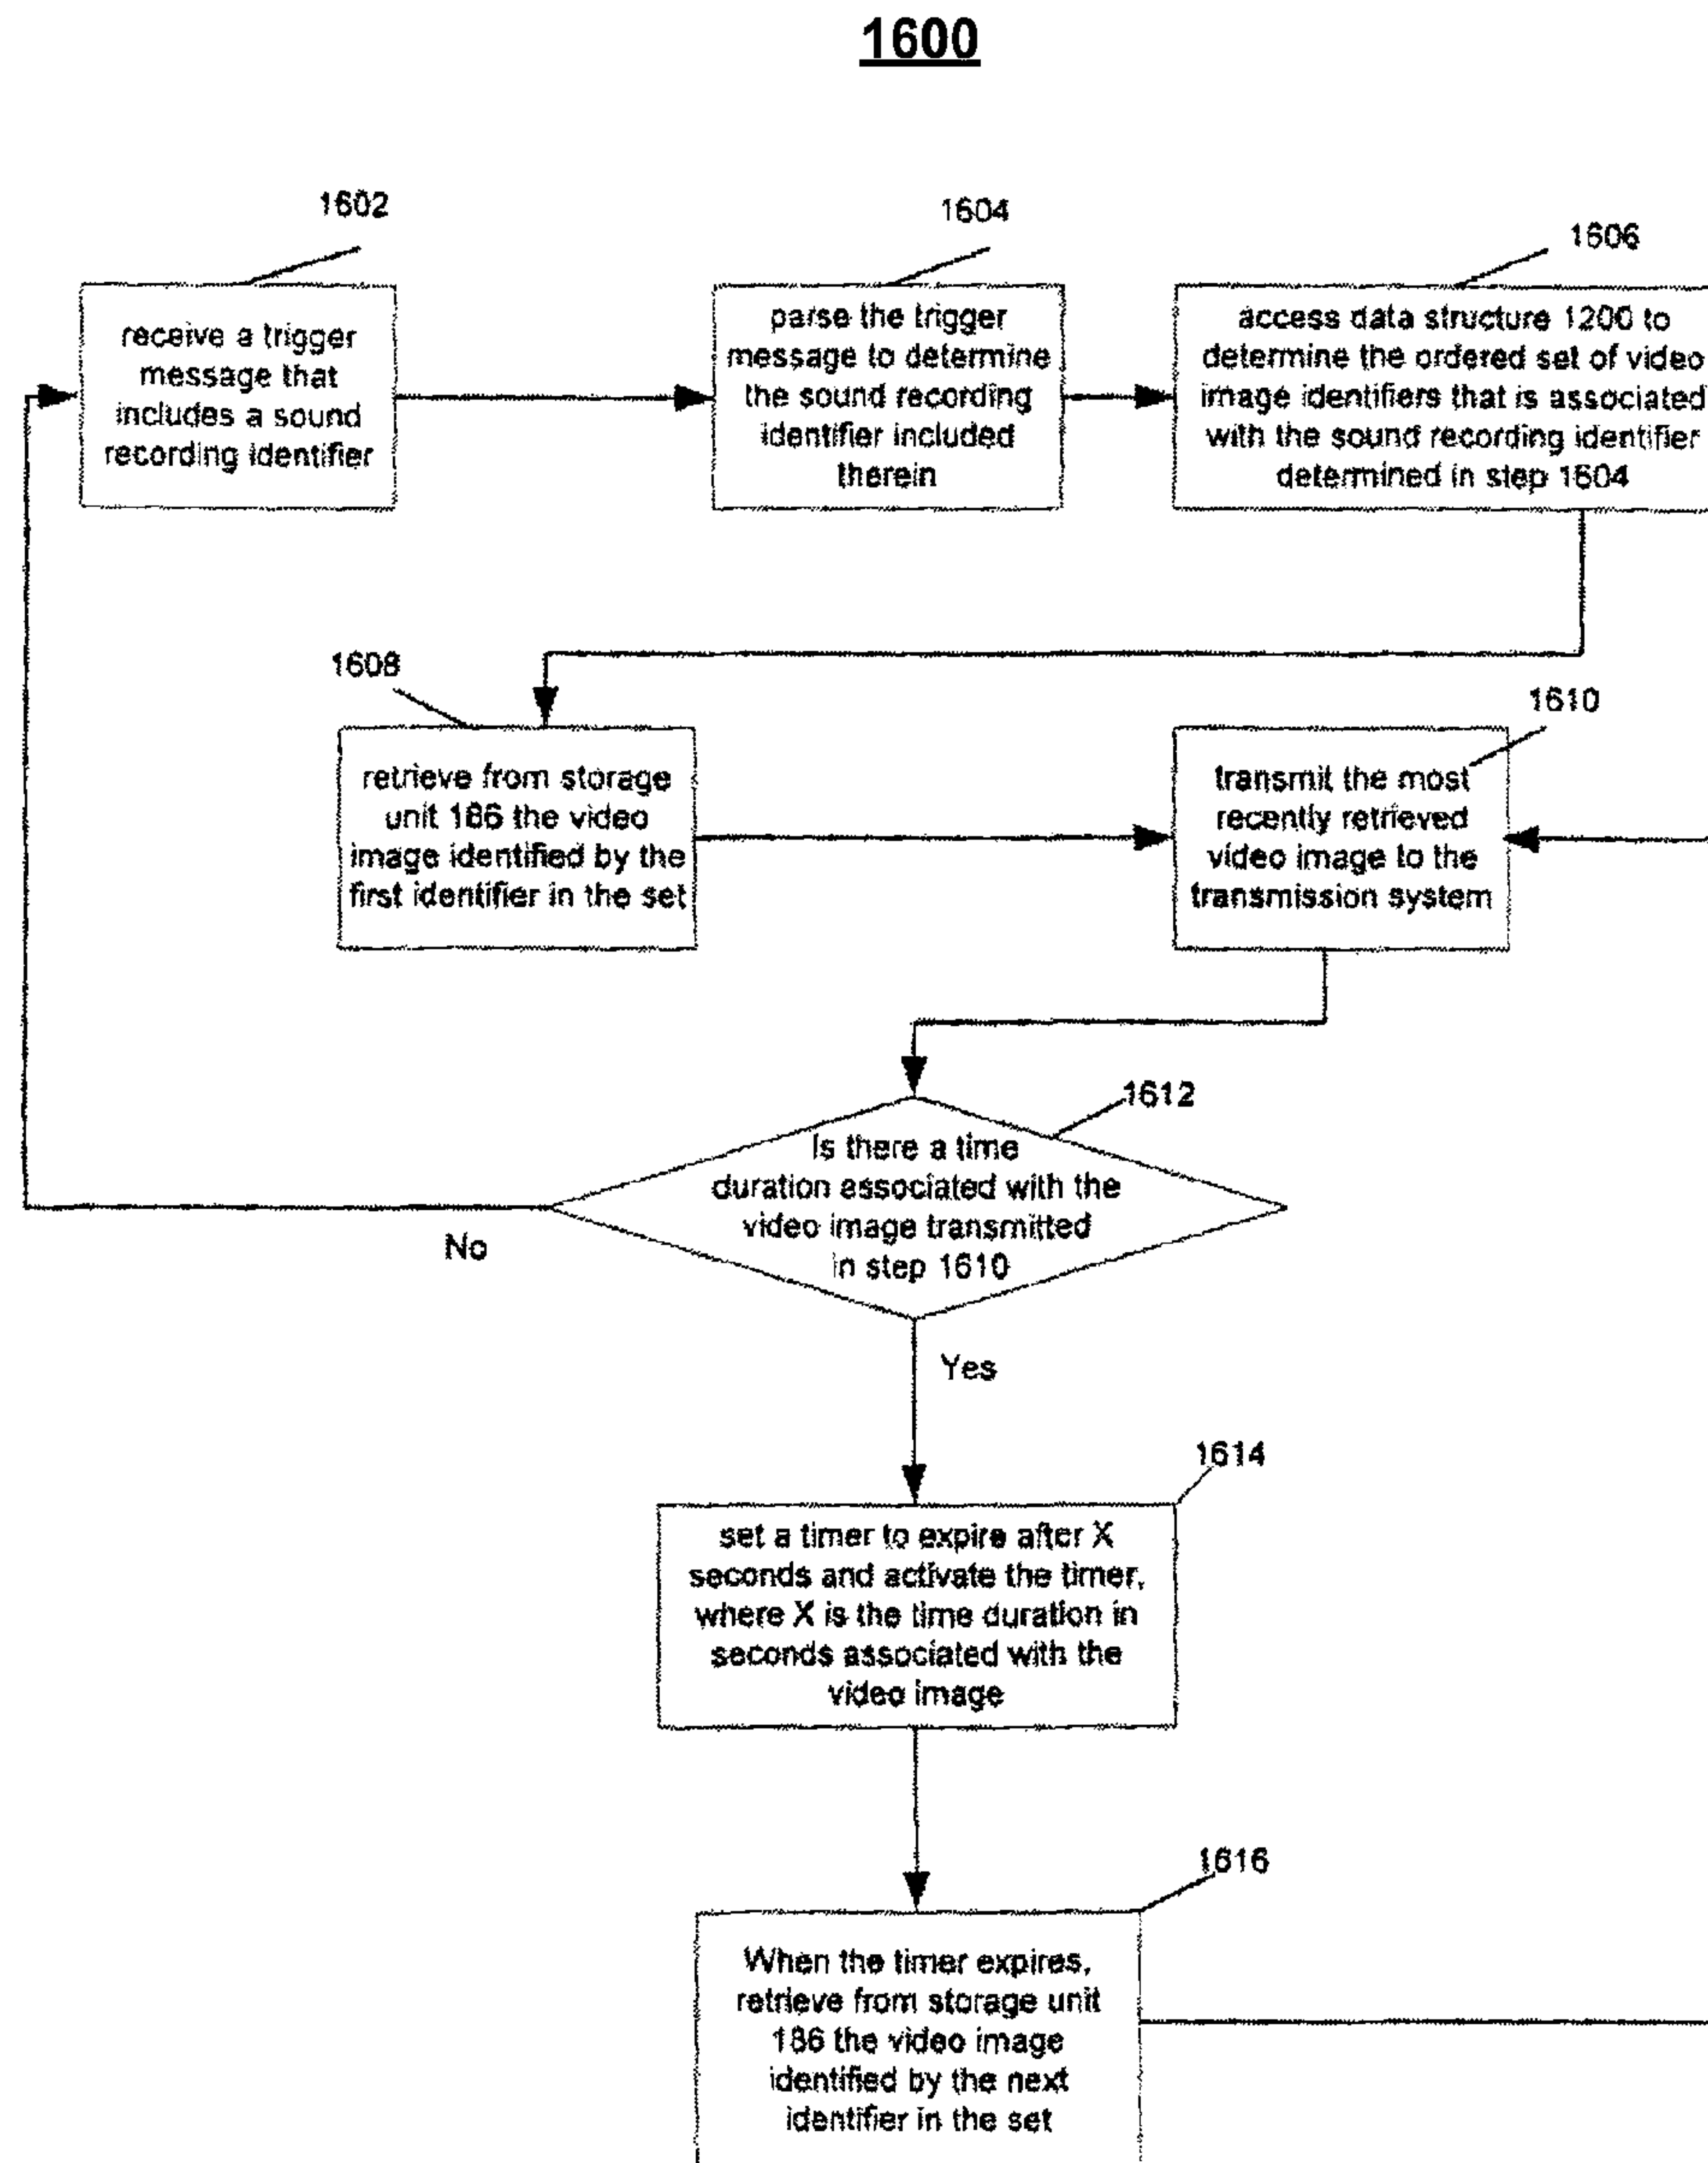 1600
1602
receive a trigger
message that
includes a sound
recording identifier
1604
parse the trigger
message to determine
the sound recording
identifier included
therein
1606
access data structure 1200 to
determine the ordered set of video
image identifiers that is associated
with the sound recording identifier
determined in step 1604
1608
retrieve from storage
unit 186 the video
image identified by the
first identifier in the set
1610
transmit the most
recently retrieved
video image to the
transmission system
1612
Is there a time
duration associated with the
video image transmitted
in step 1610
No
Yes
1614
set a timer to expire after X
seconds and activate the timer,
where X is the time duration in
seconds associated with the
video image
1616
When the timer expires,
retrieve from storage unit
186 the video image
identified by the next
identifier in the set